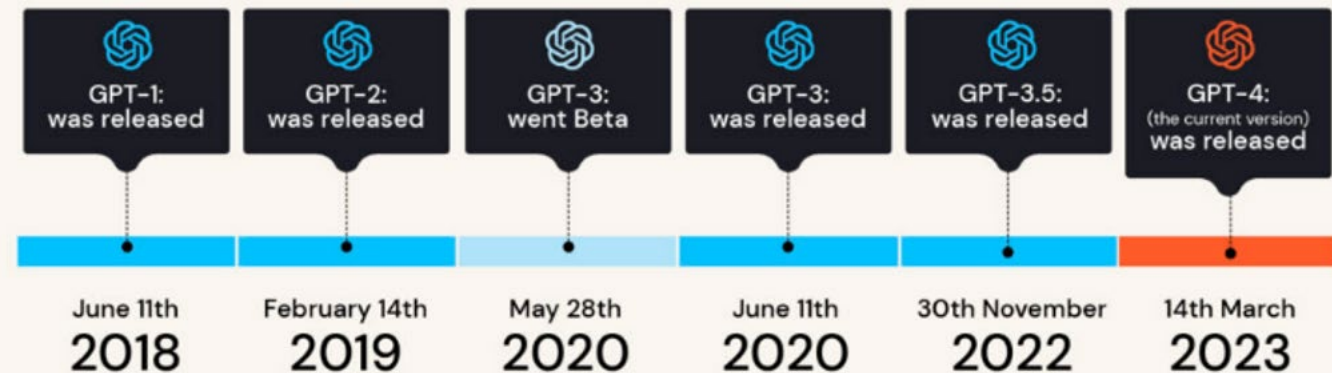 GPT-1:
was released
GPT-2:
was released
GPT-3:
went Beta
GPT-3:
was released
GPT-3.5:
was released
GPT-4:
(the current version)
was released
June 11th
2018
February 14th
2019
May 28th
2020
June 11th
2020
30th November
2022
14th March
2023